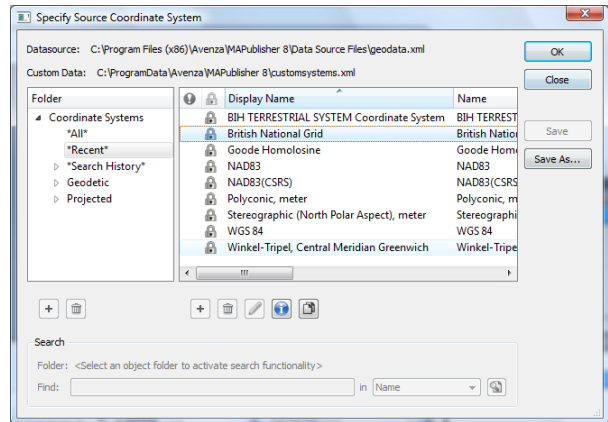 Specify Source Coordinate System
Datasource: C:\Program Files (x86)\Avenza\MAPublisher 8\Data Source Files\geodata.xml
OK
Custom Data: C:\ProgramData\Avenza\MAPublisher 8\customsystems.xml
Close
Folder
Display Name Name
Coordinate Systems
BIH TERRESTRIAL SYSTEM Coordinate System BIH TERREST
*All*
British National Grid British Nation
Save
*Recent*
Goode Homolosine Goode Hom
Save As...
*Search History*
NAD83 NAD83
Geodetic
NAD83(CSRS) NAD83(CSRS
Projected
Polyconic, meter Polyconic, m
Stereographic (North Polar Aspect), meter Stereographi
WGS 84 WGS 84
Winkel-Tripel, Central Meridian Greenwich Winkel-Tripe
Search
Folder: <Select an object folder to activate search functionality>
Find: in Name